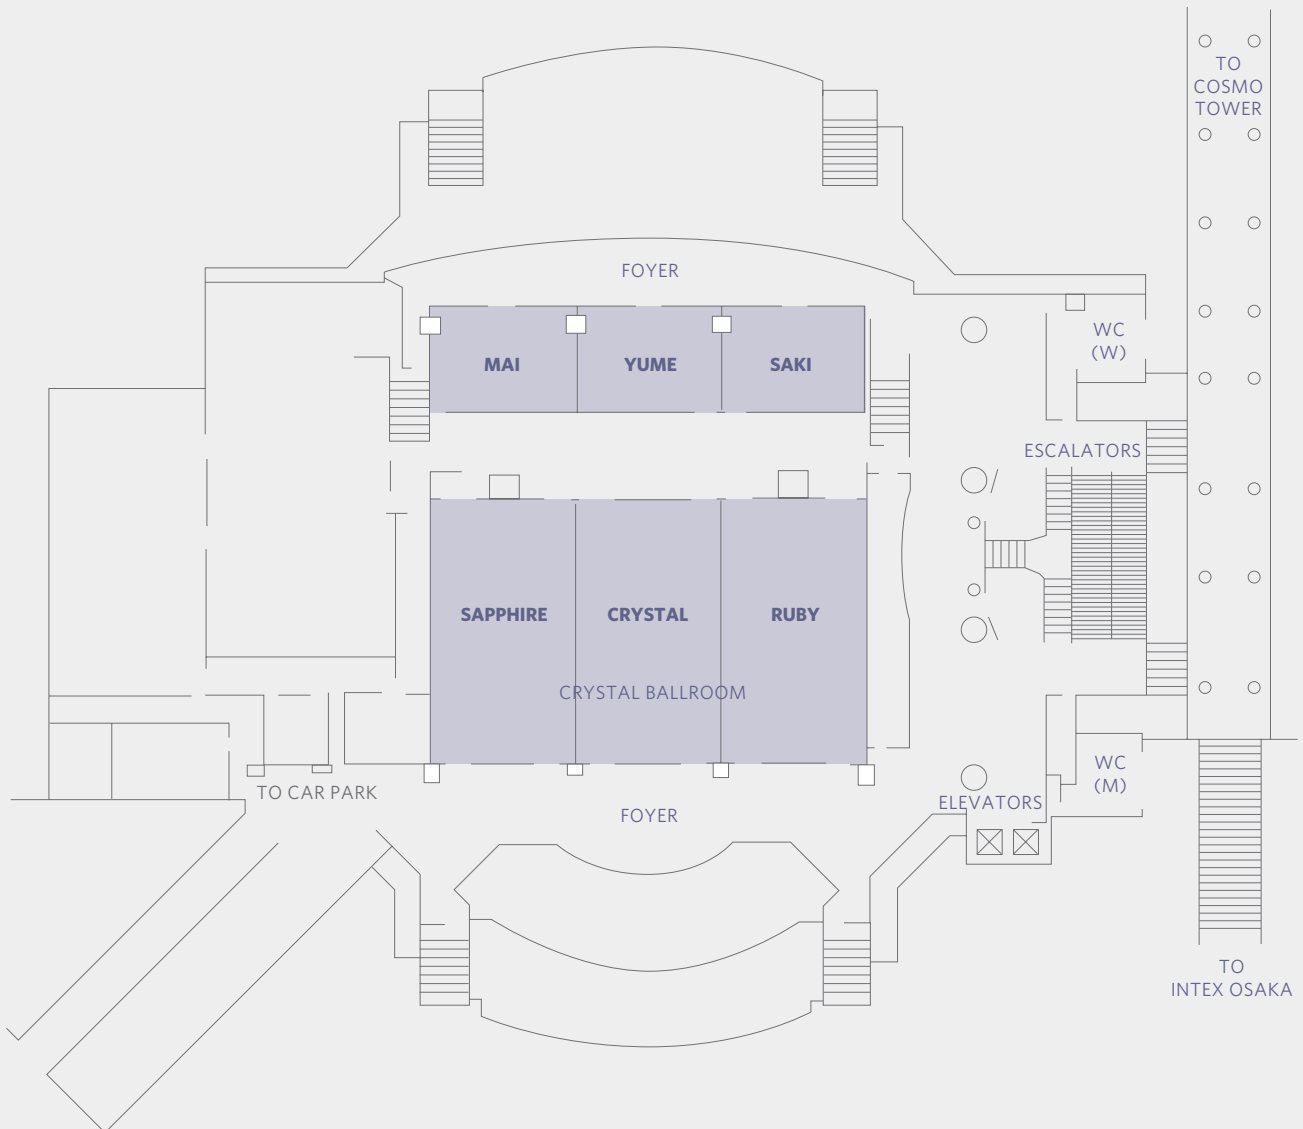 TO
COSMO
TOWER
FOYER
WC
(W)
MAI
YUME
SAKI
ESCALATORS
SAPPHIRE
CRYSTAL
RUBY
CRYSTAL BALLROOM
WC
(M)
TO CAR PARK
ELEVATORS
FOYER
TO
INTEX OSAKA